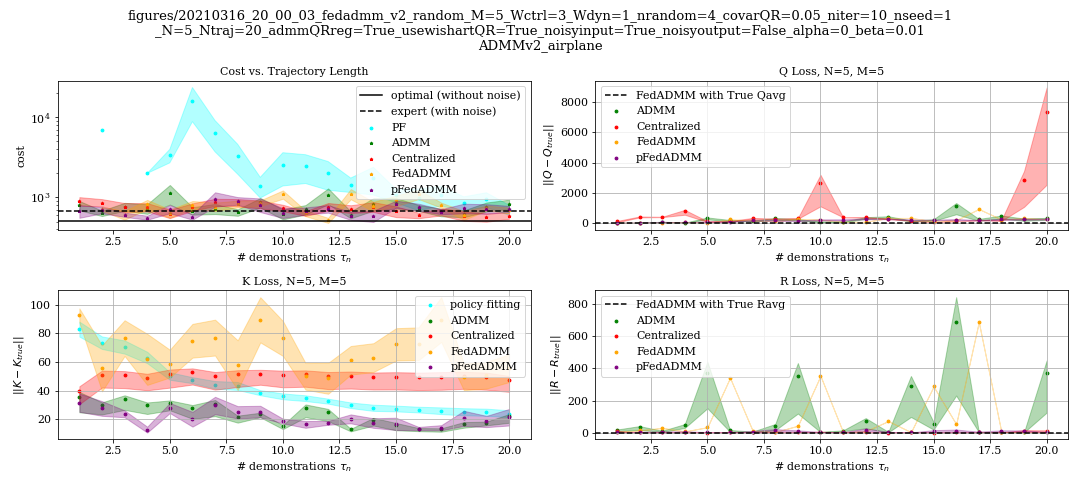 figures/20210316_20_00_03_fedadmm_v2_random_M=5_Wctrl=3_Wdyn=1_nrandom=4_covarQR=0.05_niter=10_nseed=1
_N=5_Ntraj=20_admmQRreg=True_usewishartQR=True_noisyinput=True_noisyoutput=False_alpha=0_beta=0.01
ADMMv2_airplane
Cost vs. Trajectory Length
cost
10^4
10^3
optimal (without noise)
expert (with noise)
PF
ADMM
Centralized
FedADMM
pFedADMM
2.5 5.0 7.5 10.0 12.5 15.0 17.5 20.0
# demonstrations τ_n
Q Loss, N=5, M=5
||Q − Q_true||
8000
6000
4000
2000
0
FedADMM with True Qavg
ADMM
Centralized
FedADMM
pFedADMM
2.5 5.0 7.5 10.0 12.5 15.0 17.5 20.0
# demonstrations τ_n
K Loss, N=5, M=5
||K − K_true||
100
80
60
40
20
policy fitting
ADMM
Centralized
FedADMM
pFedADMM
2.5 5.0 7.5 10.0 12.5 15.0 17.5 20.0
# demonstrations τ_n
R Loss, N=5, M=5
||R − R_true||
800
600
400
200
0
FedADMM with True Ravg
ADMM
Centralized
FedADMM
pFedADMM
2.5 5.0 7.5 10.0 12.5 15.0 17.5 20.0
# demonstrations τ_n